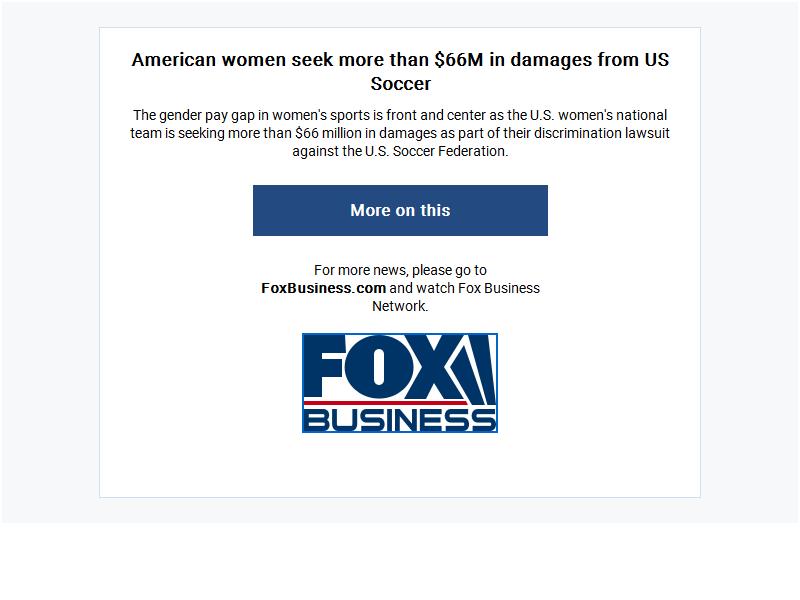 American women seek more than $66M in damages from US
Soccer
The gender pay gap in women's sports is front and center as the U.S. women's national
team is seeking more than $66 million in damages as part of their discrimination lawsuit
against the U.S. Soccer Federation.
More on this
For more news, please go to
FoxBusiness.com and watch Fox Business
Network.
FOX
BUSINESS